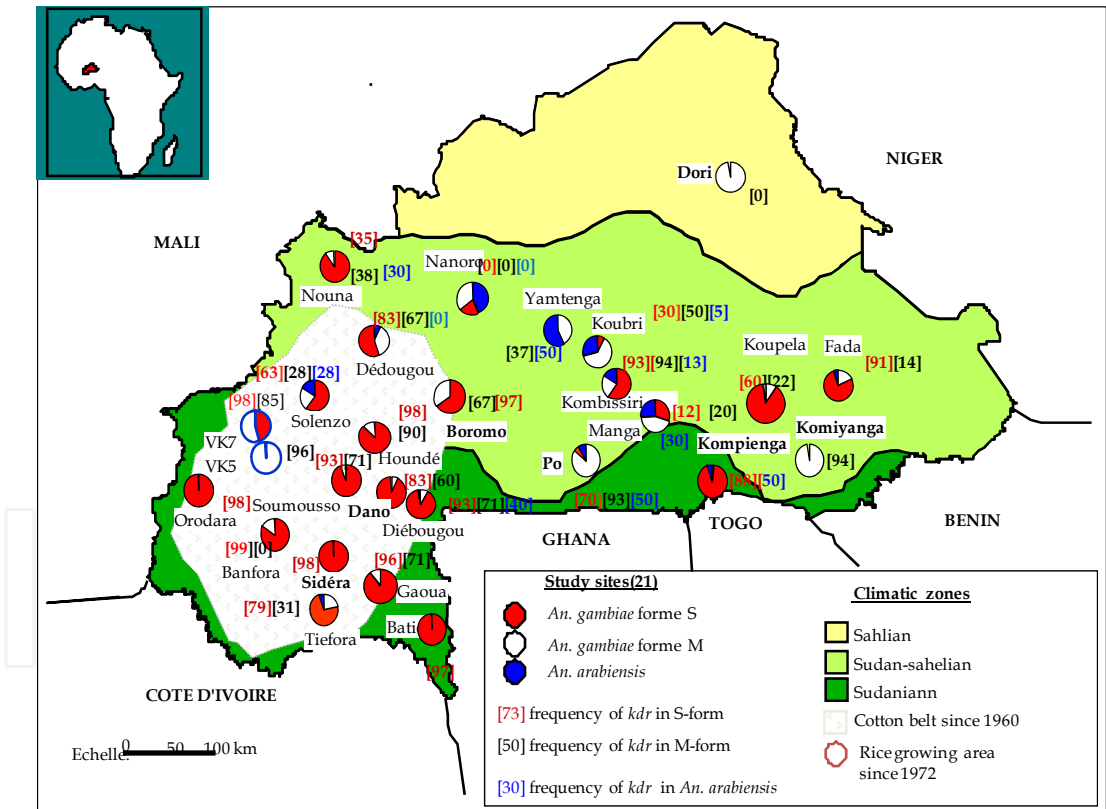 NIGER
Dori
[0]
MALI
[35]
Nanoro
[0][0][0]
[38] [30]
Nouna
Yamtenga
[30][50][5]
[83][67[0]
Koubri
[37][50]
Koupela
Fada
Dédougou
[93][94][13]
[91][14]
[63][28][28]
[60][22]
[98][85]
Solenzo
[67][97]
Kombissiri
[12] [20]
[98]
VK7
[90]
Boromo
Manga
[30]
Komiyanga
VK5
[96]
Houndé
Kompienga
[93][71]
Po
[94]
[83][60]
[88][50]
Orodara
[98]
Soumousso
Dano
[93][71][40]
[70][93][50]
Diébougou
TOGO
BENIN
GHANA
[99][0]
Banfora
[98]
Sidéra
[96][71]
Gaoua
[79][31]
Tiefora
Bati
[97]
COTE D'IVOIRE
Echelle:
0 50 100 km
Study sites(21)
An. gambiae forme S
An. gambiae forme M
An. arabiensis
[73] frequency of kdr in S-form
[50] frequency of kdr in M-form
[30] frequency of kdr in An. arabiensis
Climatic zones
Sahlian
Sudan-sahelian
Sudaniann
Cotton belt since 1960
Rice growing area
since 1972